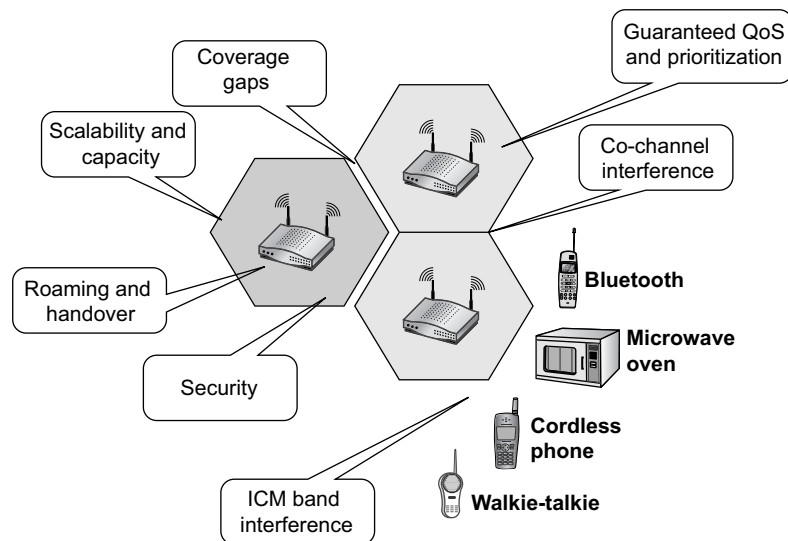 Guaranteed QoS
and prioritization
Coverage
gaps
Scalability and
capacity
Co-channel
interference
Roaming and
handover
Bluetooth
Microwave
oven
Security
Cordless
phone
ICM band
interference
Walkie-talkie